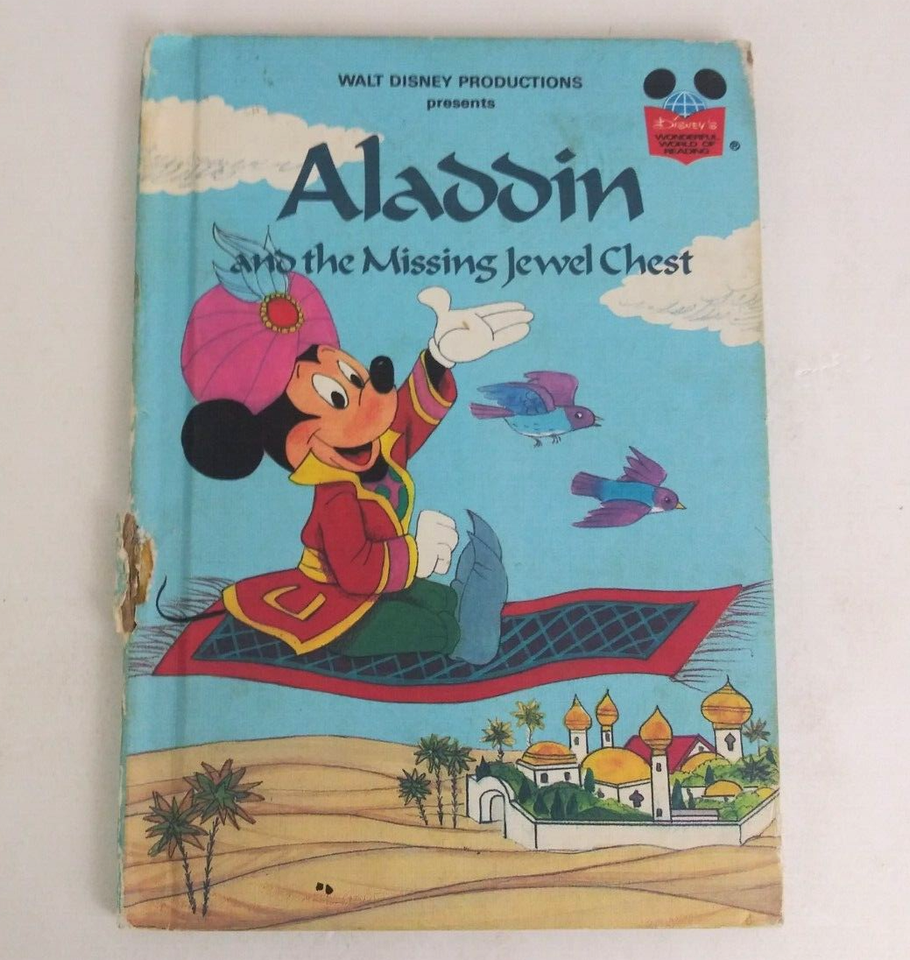 WALT DISNEY PRODUCTIONS
presents
DISNEY'S
WONDERFUL
WORLD OF
READING
®
Aladdin
and the Missing Jewel Chest